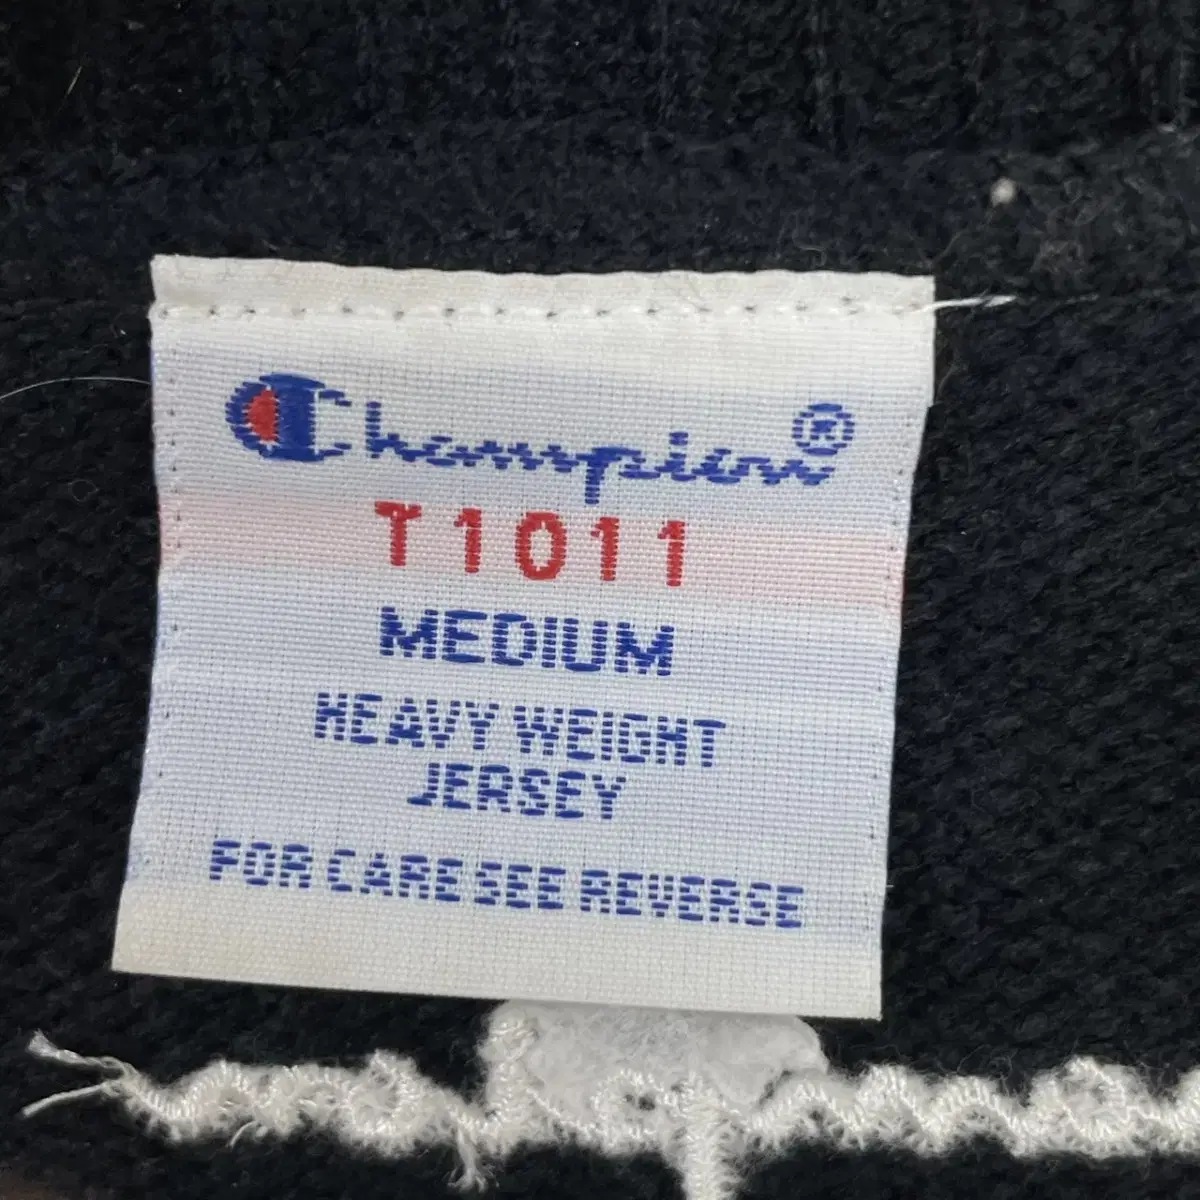 Champion®
T1011
MEDIUM
HEAVY WEIGHT
JERSEY
FOR CARE SEE REVERSE